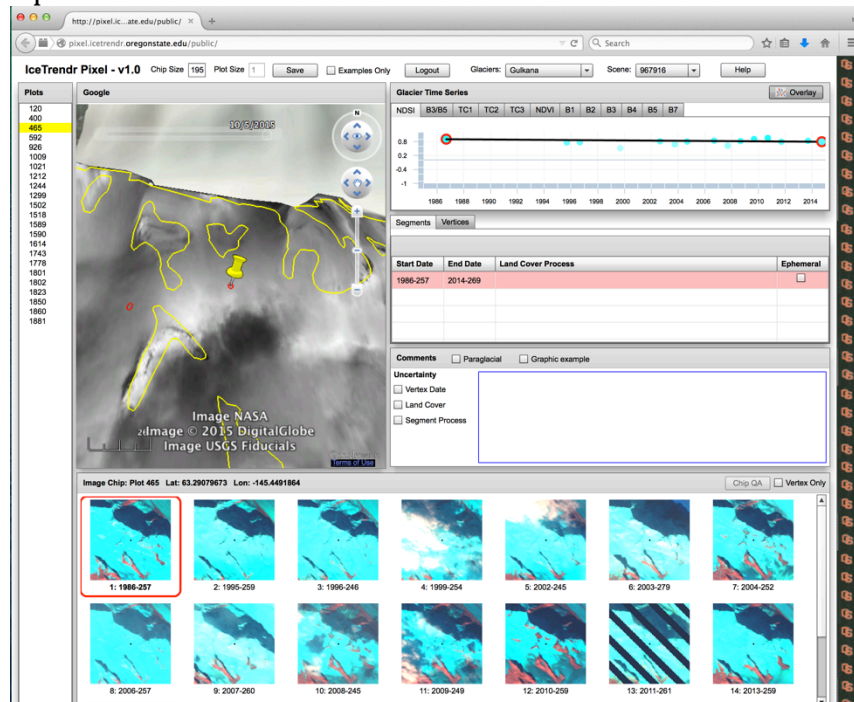 http://pixel.ic...ate.edu/public/ × +
pixel.icetrendr.oregonstate.edu/public/ Search
IceTrendr Pixel - v1.0 Chip Size 195 Plot Size 1 Save Examples Only Logout Glaciers: Gulkana Scene: 967916 Help
Plots
120
400
465
592
926
1009
1021
1212
1244
1299
1502
1518
1589
1590
1614
1743
1778
1801
1802
1823
1850
1860
1881
Google
10/5/2015
N
Image NASA
Image © 2015 DigitalGlobe
Image USGS Fiducials
Terms of Use
Glacier Time Series Overlay
NDSI B3/B5 TC1 TC2 TC3 NDVI B1 B2 B3 B4 B5 B7
0.8
0.2
-0.4
-1
1986 1988 1990 1992 1994 1996 1998 2000 2002 2004 2006 2008 2010 2012 2014
Segments Vertices
Start Date End Date Land Cover Process Ephemeral
1986-257 2014-269
Comments Paraglacial Graphic example
Uncertainty
Vertex Date
Land Cover
Segment Process
Image Chip: Plot 465 Lat: 63.29079673 Lon: -145.4491864 Chip QA Vertex Only
1: 1986-257 2: 1995-259 3: 1996-246 4: 1999-254 5: 2002-245 6: 2003-279 7: 2004-252
8: 2006-257 9: 2007-260 10: 2008-245 11: 2009-249 12: 2010-259 13: 2011-261 14: 2013-259